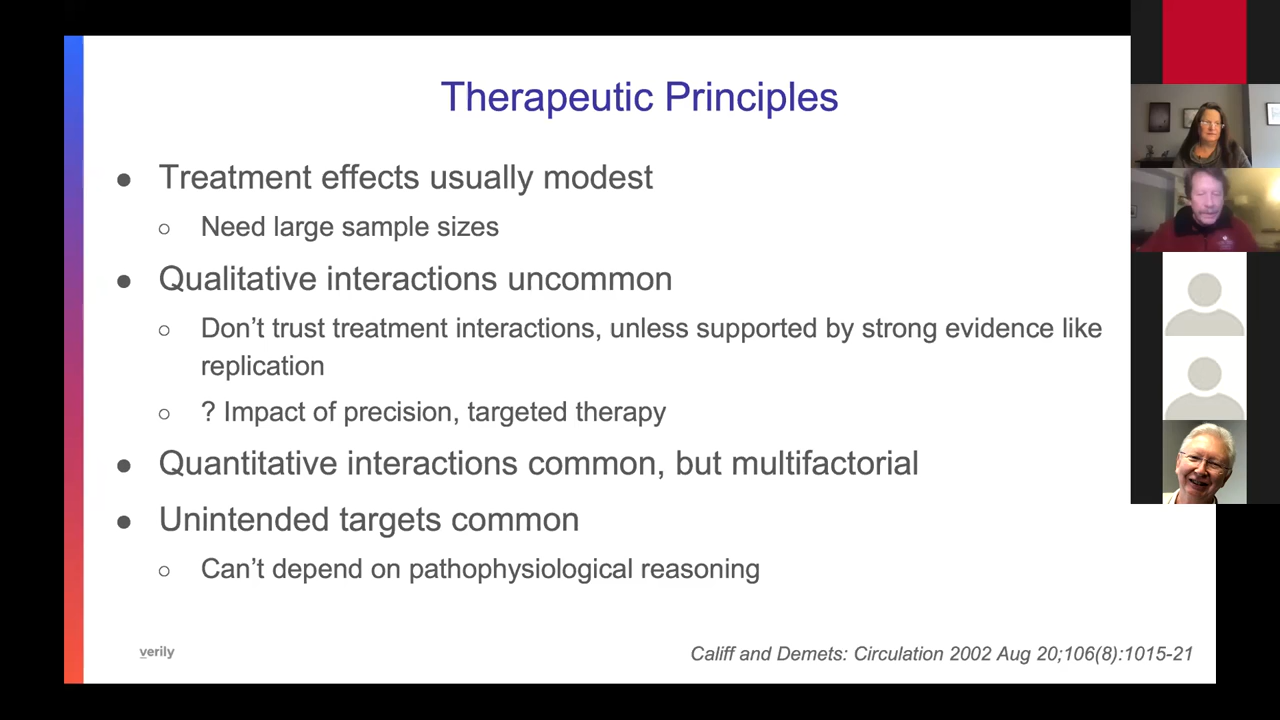 Therapeutic Principles
● Treatment effects usually modest
○ Need large sample sizes
● Qualitative interactions uncommon
○ Don’t trust treatment interactions, unless supported by strong evidence like
replication
○ ? Impact of precision, targeted therapy
● Quantitative interactions common, but multifactorial
● Unintended targets common
○ Can’t depend on pathophysiological reasoning
verily
Califf and Demets: Circulation 2002 Aug 20;106(8):1015-21